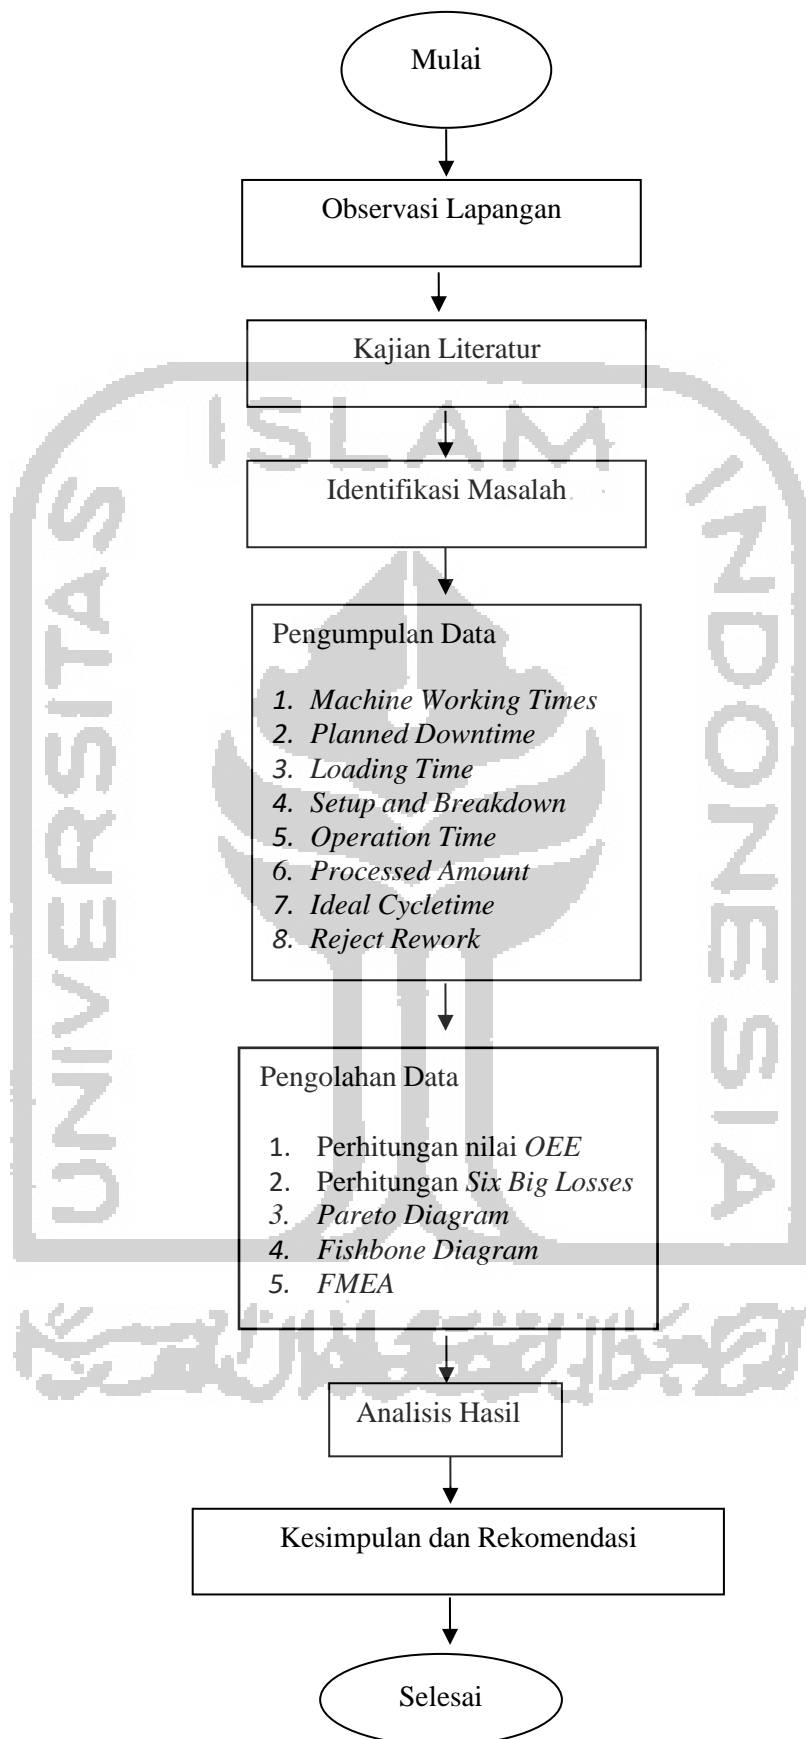 Mulai
Observasi Lapangan
Kajian Literatur
ISLAM
Identifikasi Masalah
UNIVERSITAS
INDONESIA
Pengumpulan Data
1. Machine Working Times
2. Planned Downtime
3. Loading Time
4. Setup and Breakdown
5. Operation Time
6. Processed Amount
7. Ideal Cycletime
8. Reject Rework
Pengolahan Data
1. Perhitungan nilai OEE
2. Perhitungan Six Big Losses
3. Pareto Diagram
4. Fishbone Diagram
5. FMEA
Analisis Hasil
Kesimpulan dan Rekomendasi
Selesai